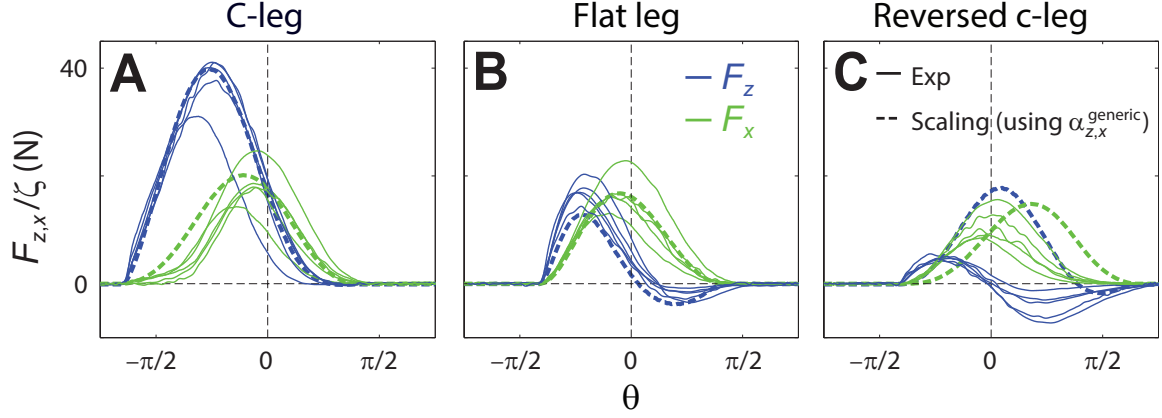 C-leg
Flat leg
Reversed c-leg
A
B
C
F_z
F_x
Exp
Scaling (using α_{z,x}^{generic})
F_{z,x}/ζ (N)
40
0
−π/2 0 π/2
−π/2 0 π/2
−π/2 0 π/2
θ